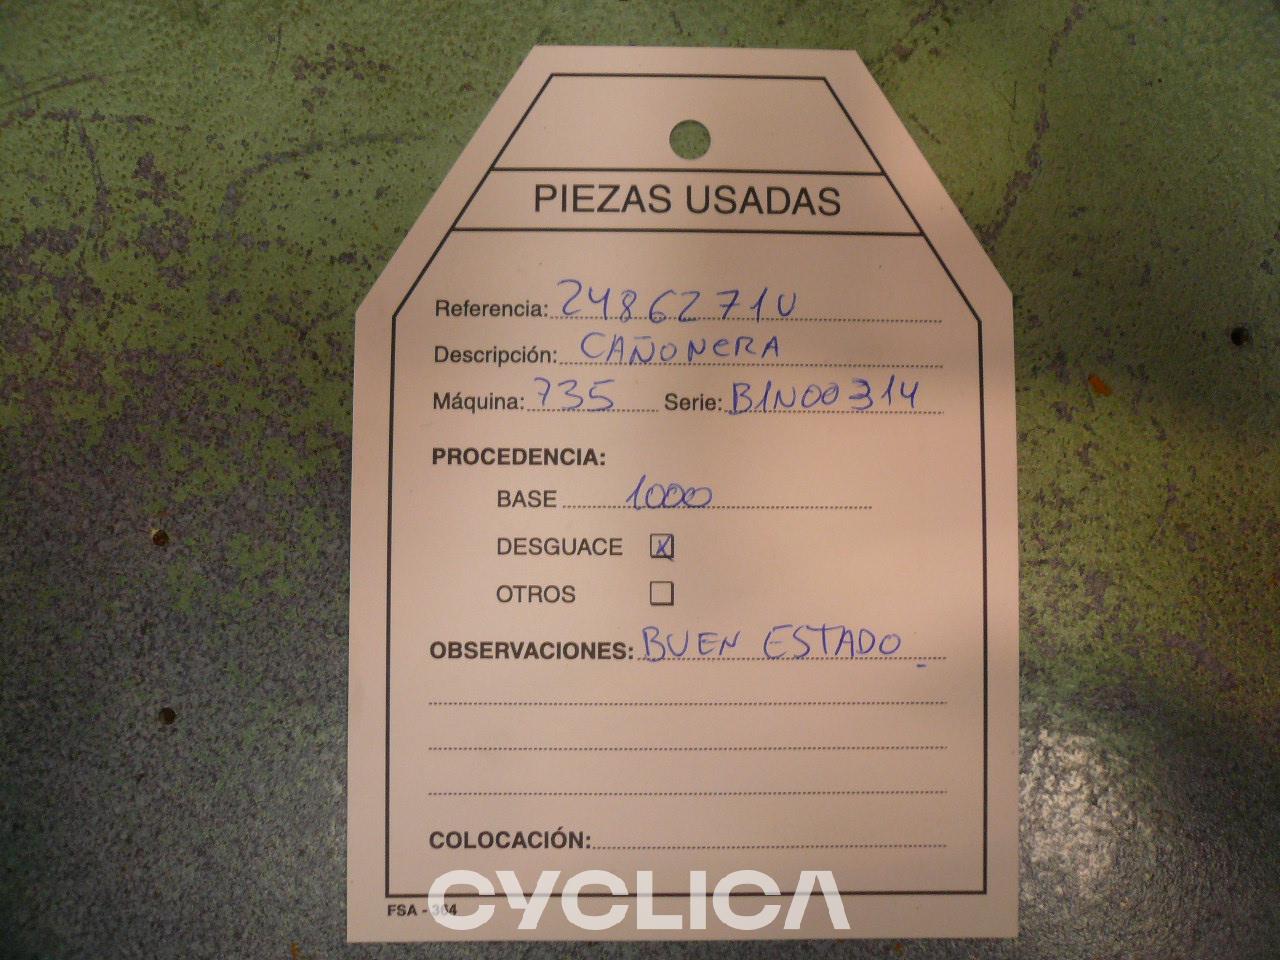 PIEZAS USADAS
Referencia: 2486271U
Descripción: CAÑONERA
Máquina: 735 Serie: B1N00314
PROCEDENCIA:
BASE 1000
DESGUACE X
OTROS
OBSERVACIONES: BUEN ESTADO
COLOCACIÓN:
FSA - 304
CYCLICA